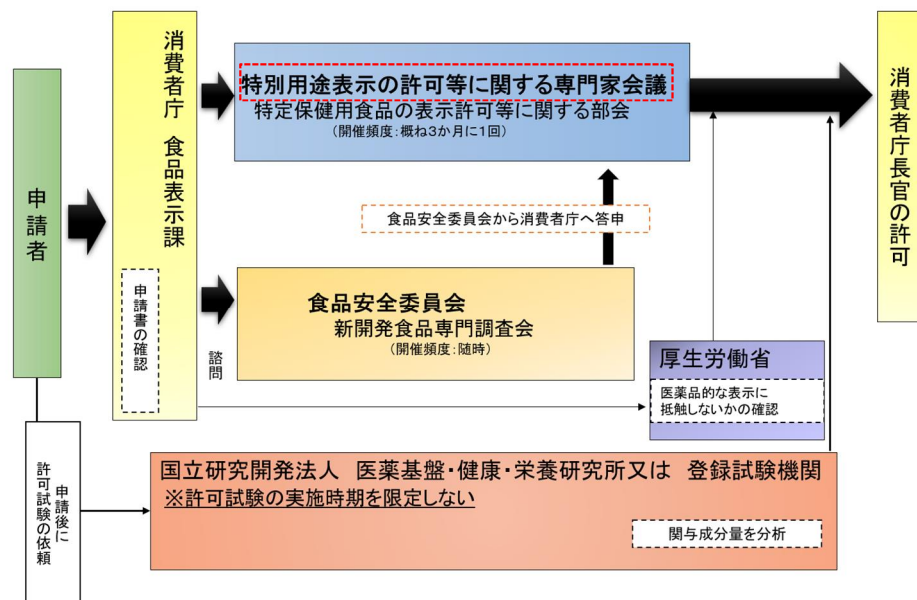 申請者
消費者庁 食品表示課
申請書の確認
特別用途表示の許可等に関する専門家会議
特定保健用食品の表示許可等に関する部会
(開催頻度:概ね3か月に1回)
消費者庁長官の許可
食品安全委員会から消費者庁へ答申
諮問
食品安全委員会
新開発食品専門調査会
(開催頻度:随時)
厚生労働省
医薬品的な表示に
抵触しないかの確認
申請後に
許可試験の依頼
国立研究開発法人 医薬基盤・健康・栄養研究所又は 登録試験機関
※許可試験の実施時期を限定しない
関与成分量を分析